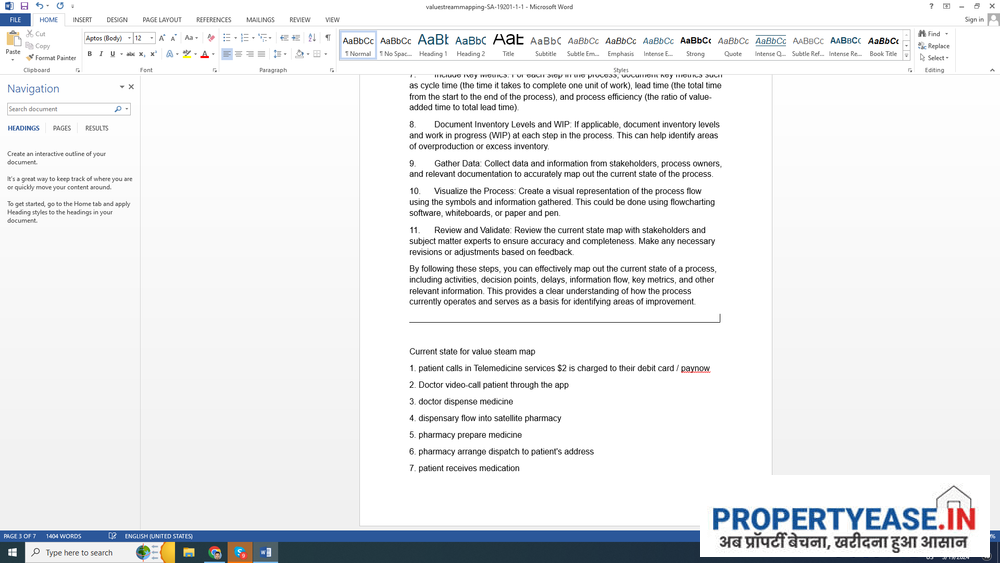 valuestreammapping-SA-19201-1-1 - Microsoft Word
Sign in
FILE HOME INSERT DESIGN PAGE LAYOUT REFERENCES MAILINGS REVIEW VIEW
Cut
Copy
Format Painter
Paste
Clipboard
Aptos (Body) 12
Font
Paragraph
¶ Normal ¶ No Spac... Heading 1 Heading 2 Title Subtitle Subtle Em... Emphasis Intense E... Strong Quote Intense Q... Subtle Ref... Intense Re... Book Title
Styles
Find
Replace
Select
Editing
Navigation
Search document
HEADINGS PAGES RESULTS
Create an interactive outline of your
document.
It's a great way to keep track of where you are
or quickly move your content around.
To get started, go to the Home tab and apply
Heading styles to the headings in your
document.
7. Include Key Metrics: For each step in the process, document key metrics such
as cycle time (the time it takes to complete one unit of work), lead time (the total time
from the start to the end of the process), and process efficiency (the ratio of value-
added time to total lead time).
8. Document Inventory Levels and WIP: If applicable, document inventory levels
and work in progress (WIP) at each step in the process. This can help identify areas
of overproduction or excess inventory.
9. Gather Data: Collect data and information from stakeholders, process owners,
and relevant documentation to accurately map out the current state of the process.
10. Visualize the Process: Create a visual representation of the process flow
using the symbols and information gathered. This could be done using flowcharting
software, whiteboards, or paper and pen.
11. Review and Validate: Review the current state map with stakeholders and
subject matter experts to ensure accuracy and completeness. Make any necessary
revisions or adjustments based on feedback.
By following these steps, you can effectively map out the current state of a process,
including activities, decision points, delays, information flow, key metrics, and other
relevant information. This provides a clear understanding of how the process
currently operates and serves as a basis for identifying areas of improvement.
Current state for value steam map
1. patient calls in Telemedicine services $2 is charged to their debit card / paynow
2. Doctor video-call patient through the app
3. doctor dispense medicine
4. dispensary flow into satellite pharmacy
5. pharmacy prepare medicine
6. pharmacy arrange dispatch to patient's address
7. patient receives medication
PROPERTYEASE.IN
अब प्रॉपर्टी बेचना, खरीदना हुआ आसान
PAGE 3 OF 7 1404 WORDS ENGLISH (UNITED STATES)
Type here to search